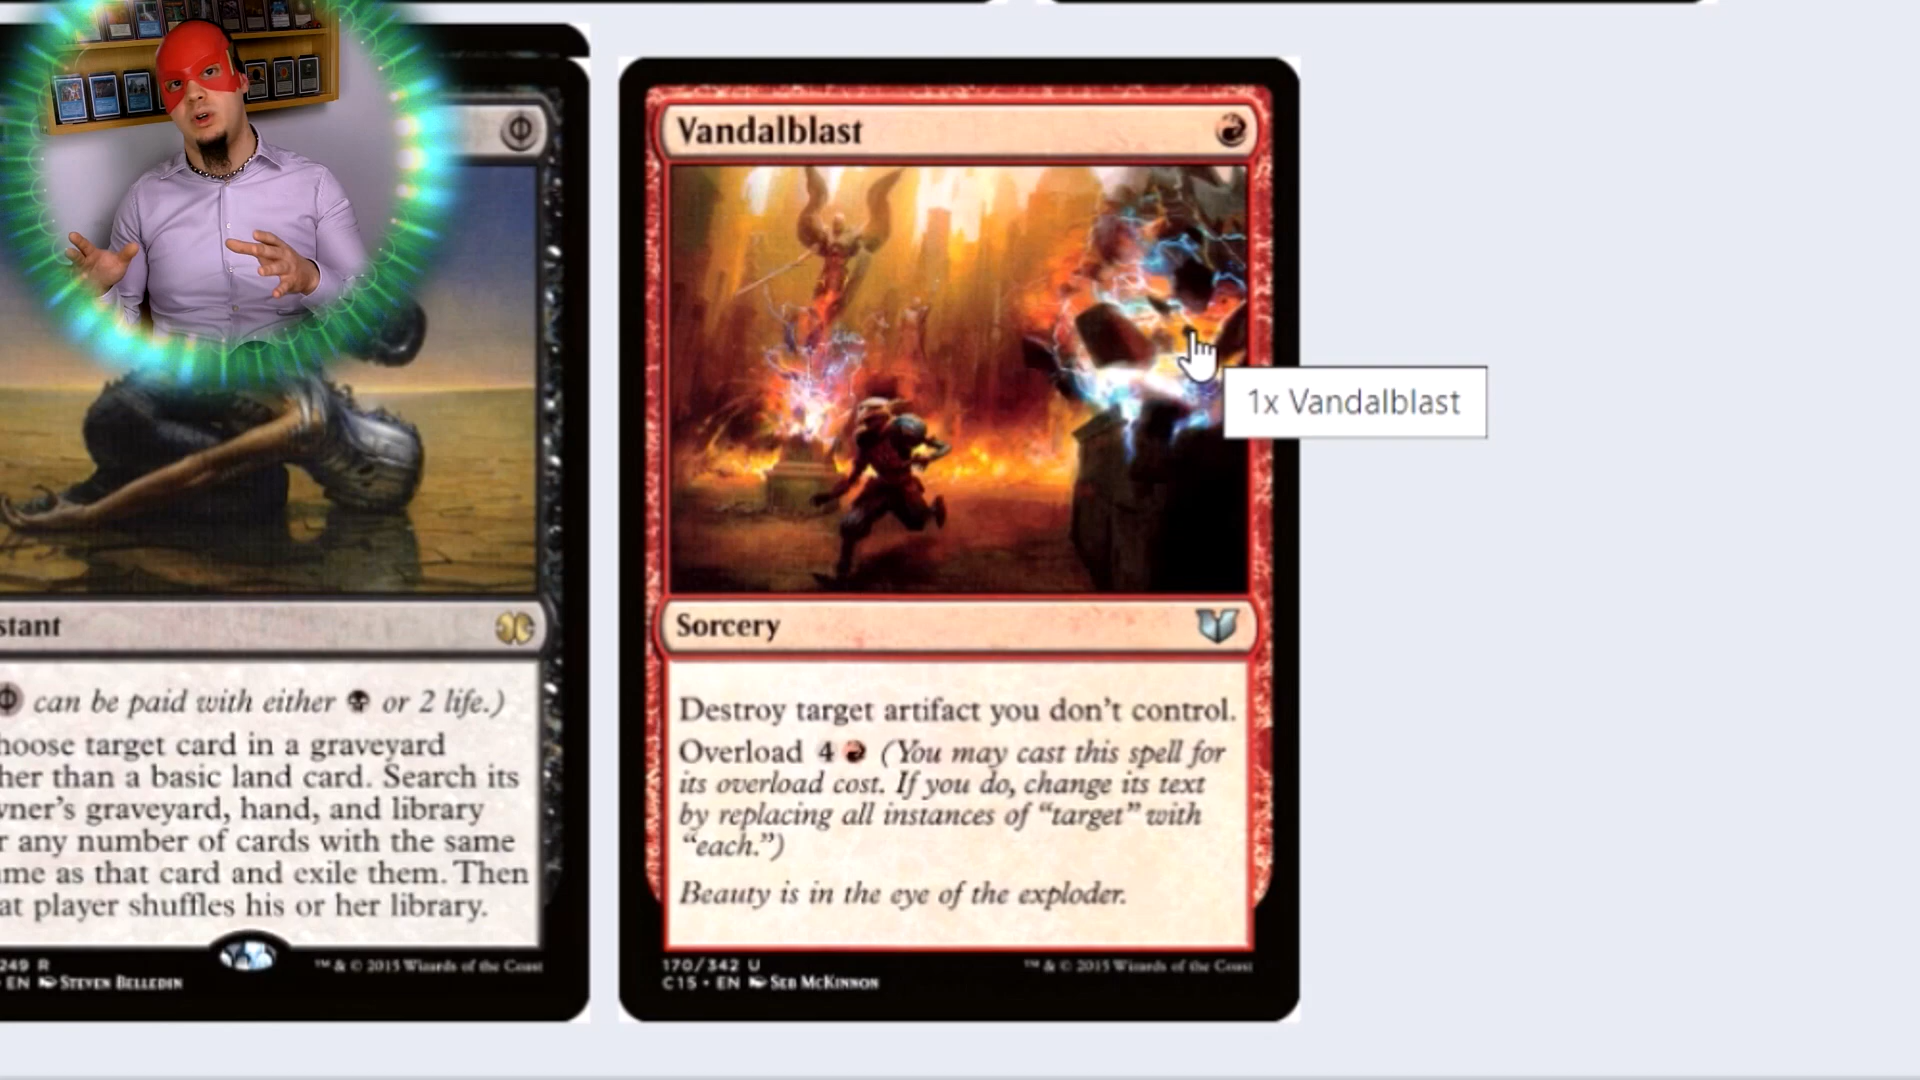 stant
can be paid with either or 2 life.)
hoose target card in a graveyard
her than a basic land card. Search its
ner's graveyard, hand, and library
r any number of cards with the same
me as that card and exile them. Then
at player shuffles his or her library.
249 R
EN STEVEN BELLEDIN
™ & © 2015 Wizards of the Coast
Vandalblast
1x Vandalblast
Sorcery
Destroy target artifact you don't control.
Overload 4 (You may cast this spell for
its overload cost. If you do, change its text
by replacing all instances of "target" with
"each.")
Beauty is in the eye of the exploder.
170/342 U
C15 • EN SEB MCKINNON
™ & © 2015 Wizards of the Coast